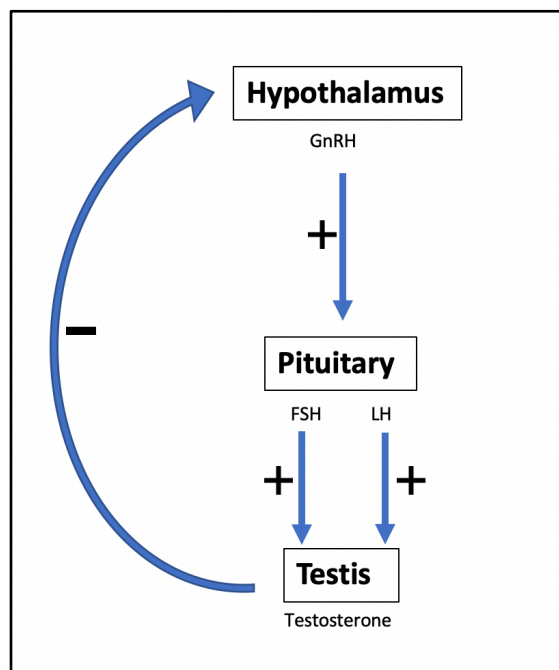 Hypothalamus
GnRH
+
−
Pituitary
FSH LH
+ +
Testis
Testosterone